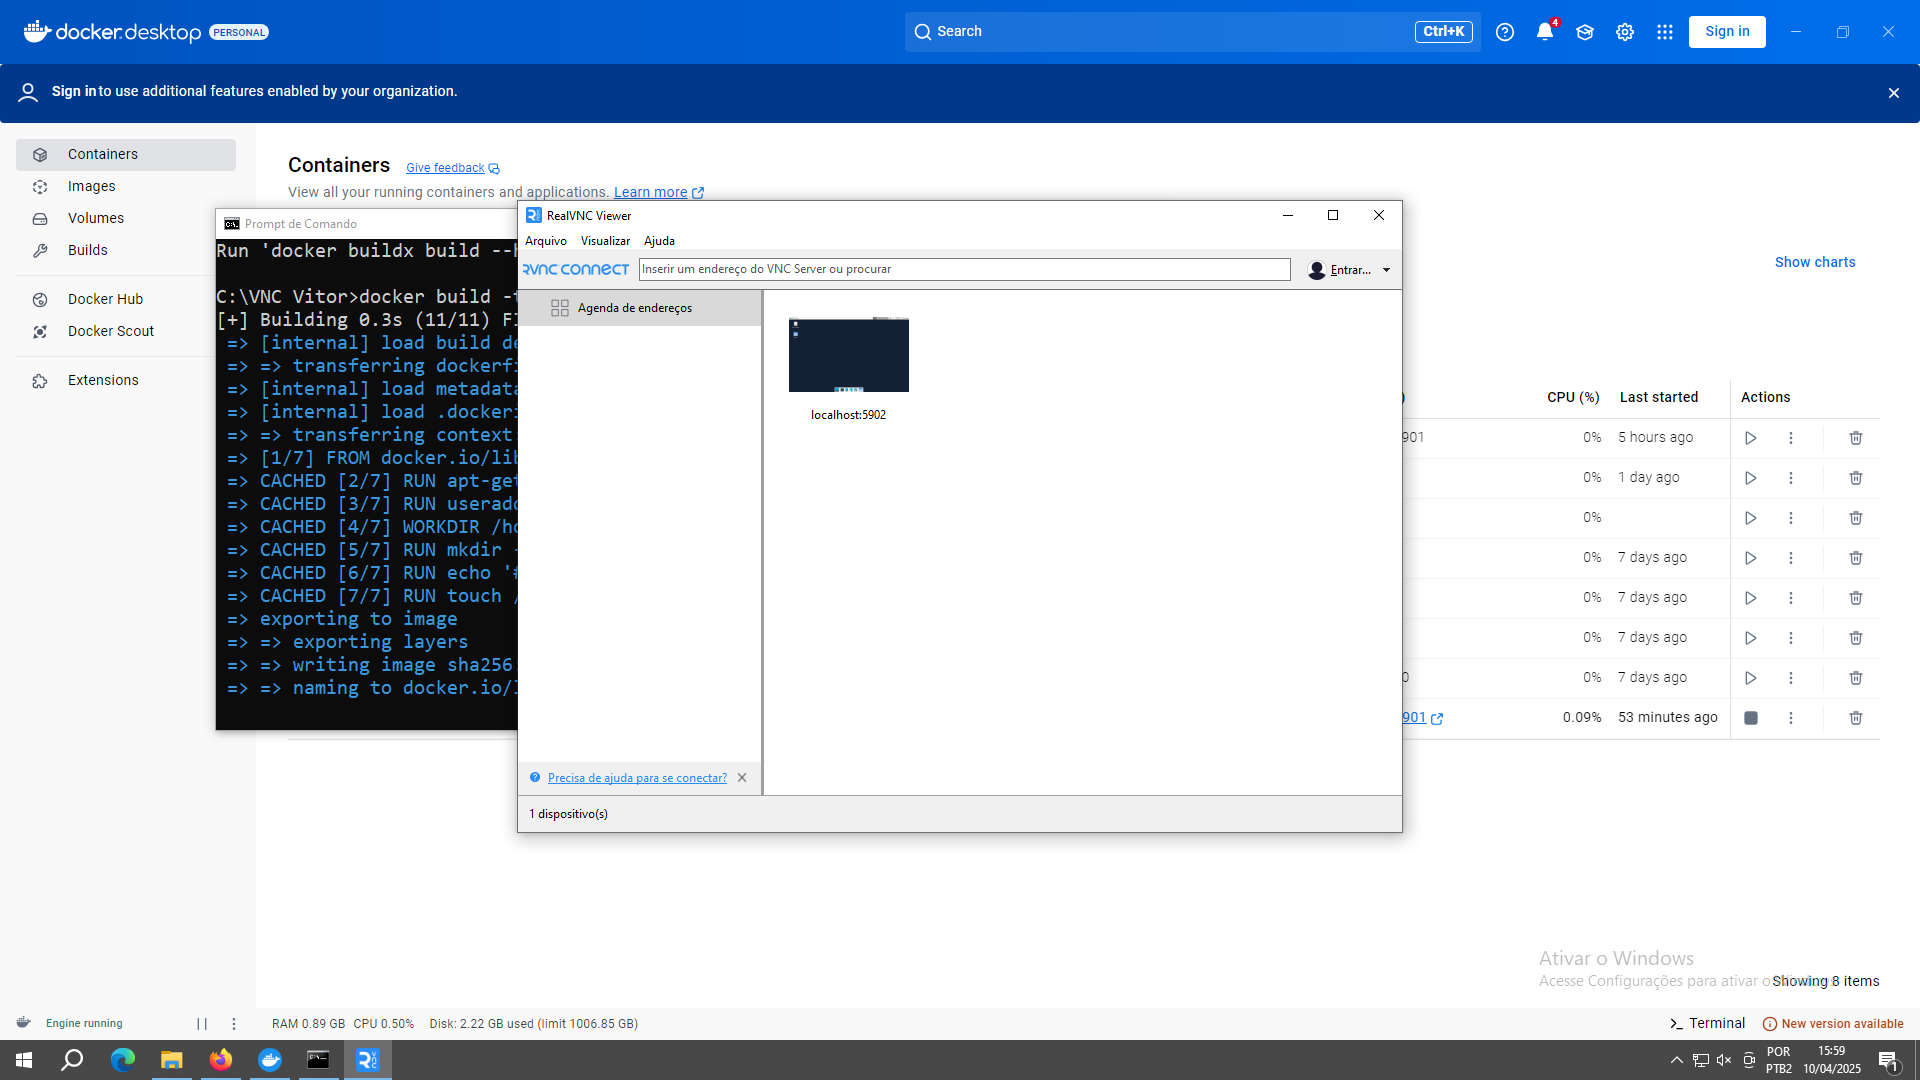 docker.desktop PERSONAL
Search
Ctrl+K
4
Sign in
Sign in to use additional features enabled by your organization.
Containers
Images
Volumes
Builds
Docker Hub
Docker Scout
Extensions
Containers
Give feedback
View all your running containers and applications. Learn more
Show charts
CPU (%)
Last started
Actions
901
0%
5 hours ago
0%
1 day ago
0%
0%
7 days ago
0%
7 days ago
0%
7 days ago
0
0%
7 days ago
901
0.09%
53 minutes ago
Showing 8 items
Prompt de Comando
Run 'docker buildx build --h
C:\VNC Vitor>docker build -t
[+] Building 0.3s (11/11) FI
=> [internal] load build de
=> => transferring dockerfi
=> [internal] load metadata
=> [internal] load .dockeri
=> => transferring context:
=> [1/7] FROM docker.io/lib
=> CACHED [2/7] RUN apt-get
=> CACHED [3/7] RUN useradd
=> CACHED [4/7] WORKDIR /ho
=> CACHED [5/7] RUN mkdir -
=> CACHED [6/7] RUN echo '#
=> CACHED [7/7] RUN touch /
=> exporting to image
=> => exporting layers
=> => writing image sha256:
=> => naming to docker.io/l
RealVNC Viewer
Arquivo
Visualizar
Ajuda
RVNC CONNECT
Inserir um endereço do VNC Server ou procurar
Entrar...
Agenda de endereços
localhost:5902
Precisa de ajuda para se conectar?
1 dispositivo(s)
Ativar o Windows
Acesse Configurações para ativar o Windows.
Engine running
RAM 0.89 GB CPU 0.50% Disk: 2.22 GB used (limit 1006.85 GB)
Terminal
New version available
POR
PTB2
15:59
10/04/2025
1